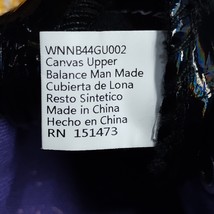 WNNB44GU002
Canvas Upper
Balance Man Made
Cubierta de Lona
Resto Sintetico
Made in China
Hecho en China
RN 151473